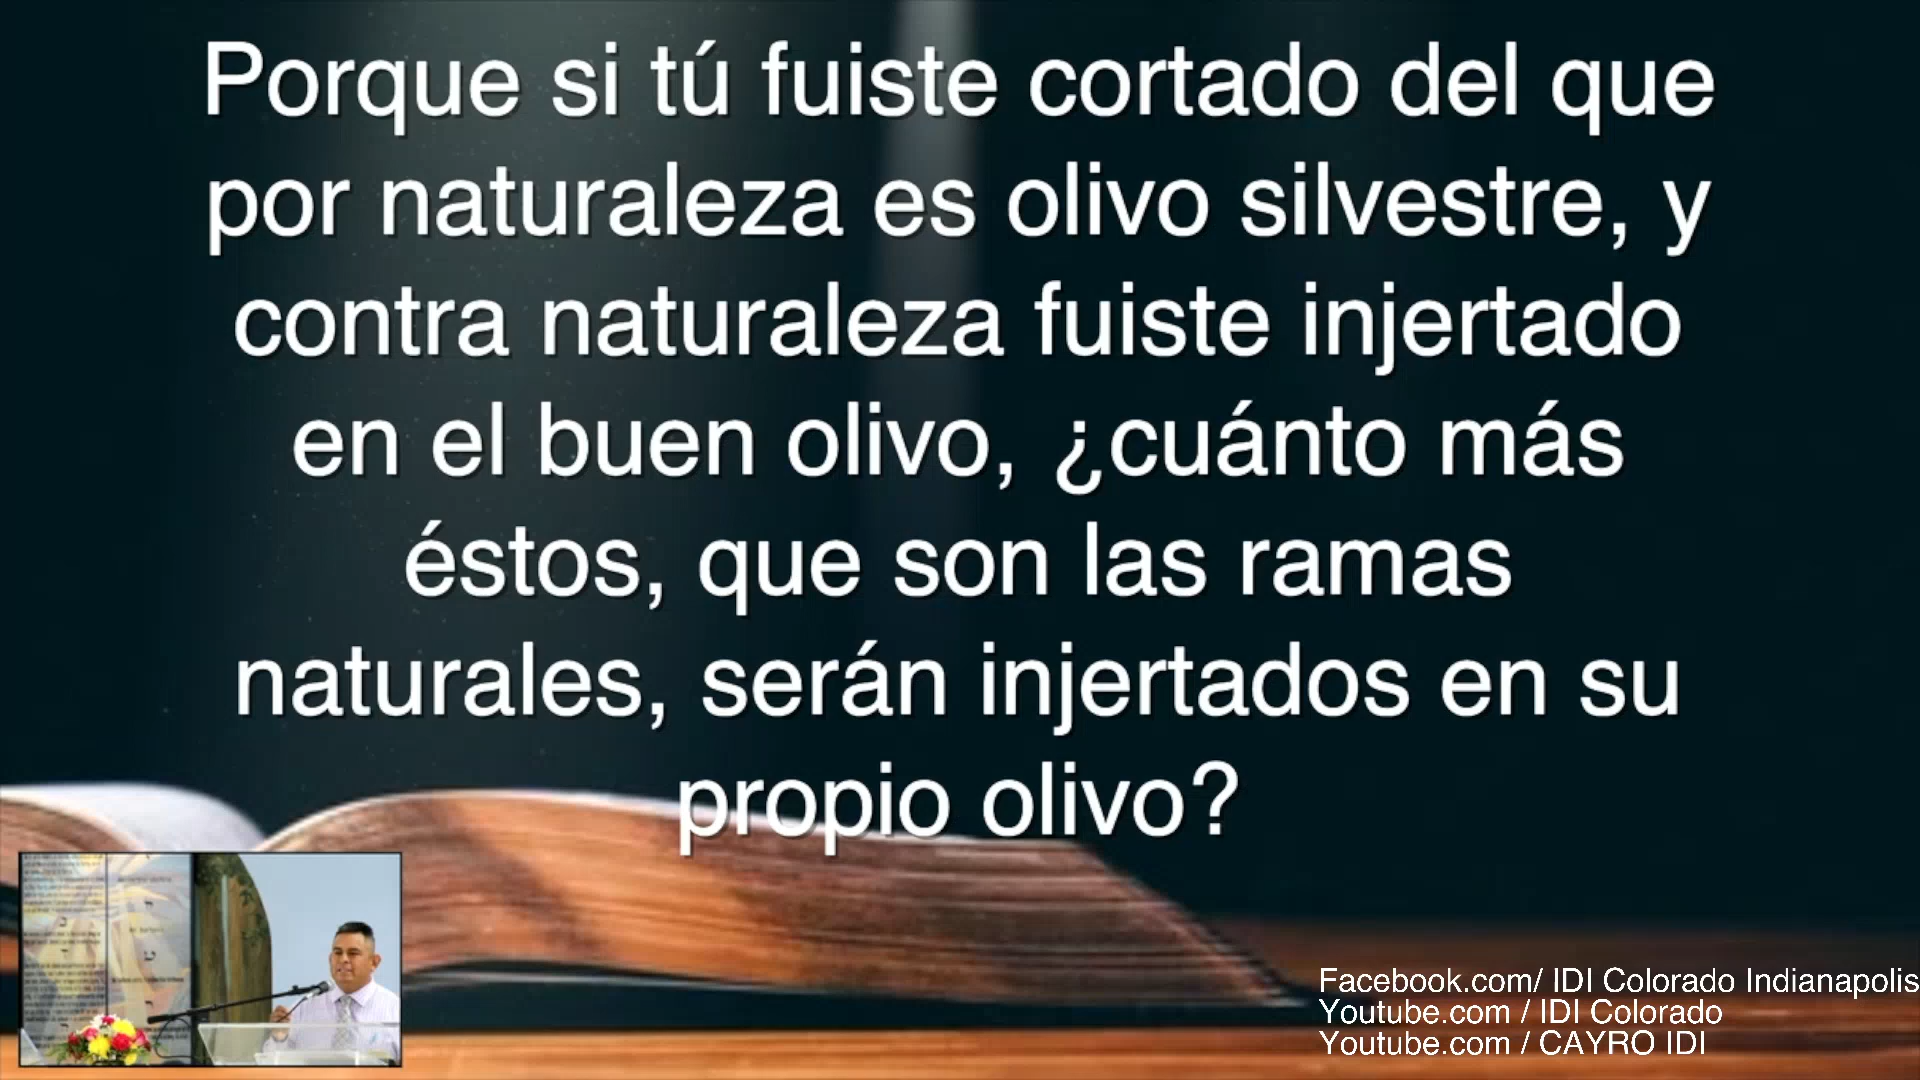 Porque si tú fuiste cortado del que
por naturaleza es olivo silvestre, y
contra naturaleza fuiste injertado
en el buen olivo, ¿cuánto más
éstos, que son las ramas
naturales, serán injertados en su
propio olivo?
Facebook.com/ IDI Colorado Indianapolis
Youtube.com / IDI Colorado
Youtube.com / CAYRO IDI